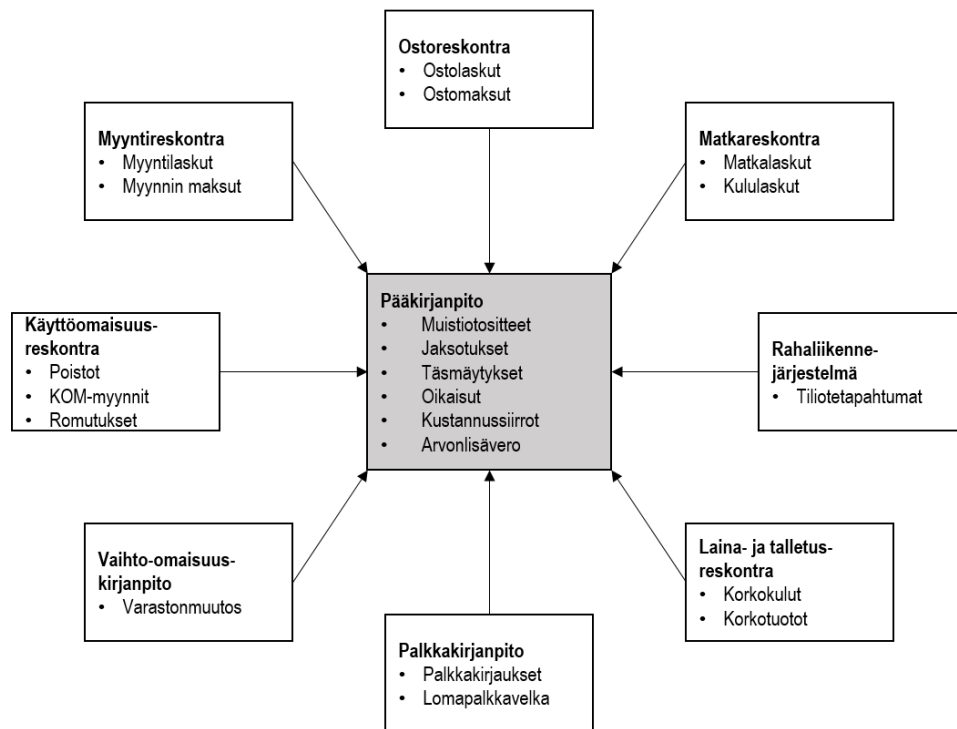 Ostoreskontra
• Ostolaskut
• Ostomaksut
Myyntireskontra
• Myyntilaskut
• Myynnin maksut
Matkareskontra
• Matkalaskut
• Kululaskut
Käyttöomaisuus-
reskontra
• Poistot
• KOM-myynnit
• Romutukset
Pääkirjanpito
• Muistiotositteet
• Jaksotukset
• Täsmäytykset
• Oikaisut
• Kustannussiirrot
• Arvonlisävero
Rahaliikenne-
järjestelmä
• Tiliotetapahtumat
Vaihto-omaisuus-
kirjanpito
• Varastonmuutos
Palkkakirjanpito
• Palkkakirjaukset
• Lomapalkkavelka
Laina- ja talletus-
reskontra
• Korkokulut
• Korkotuotot